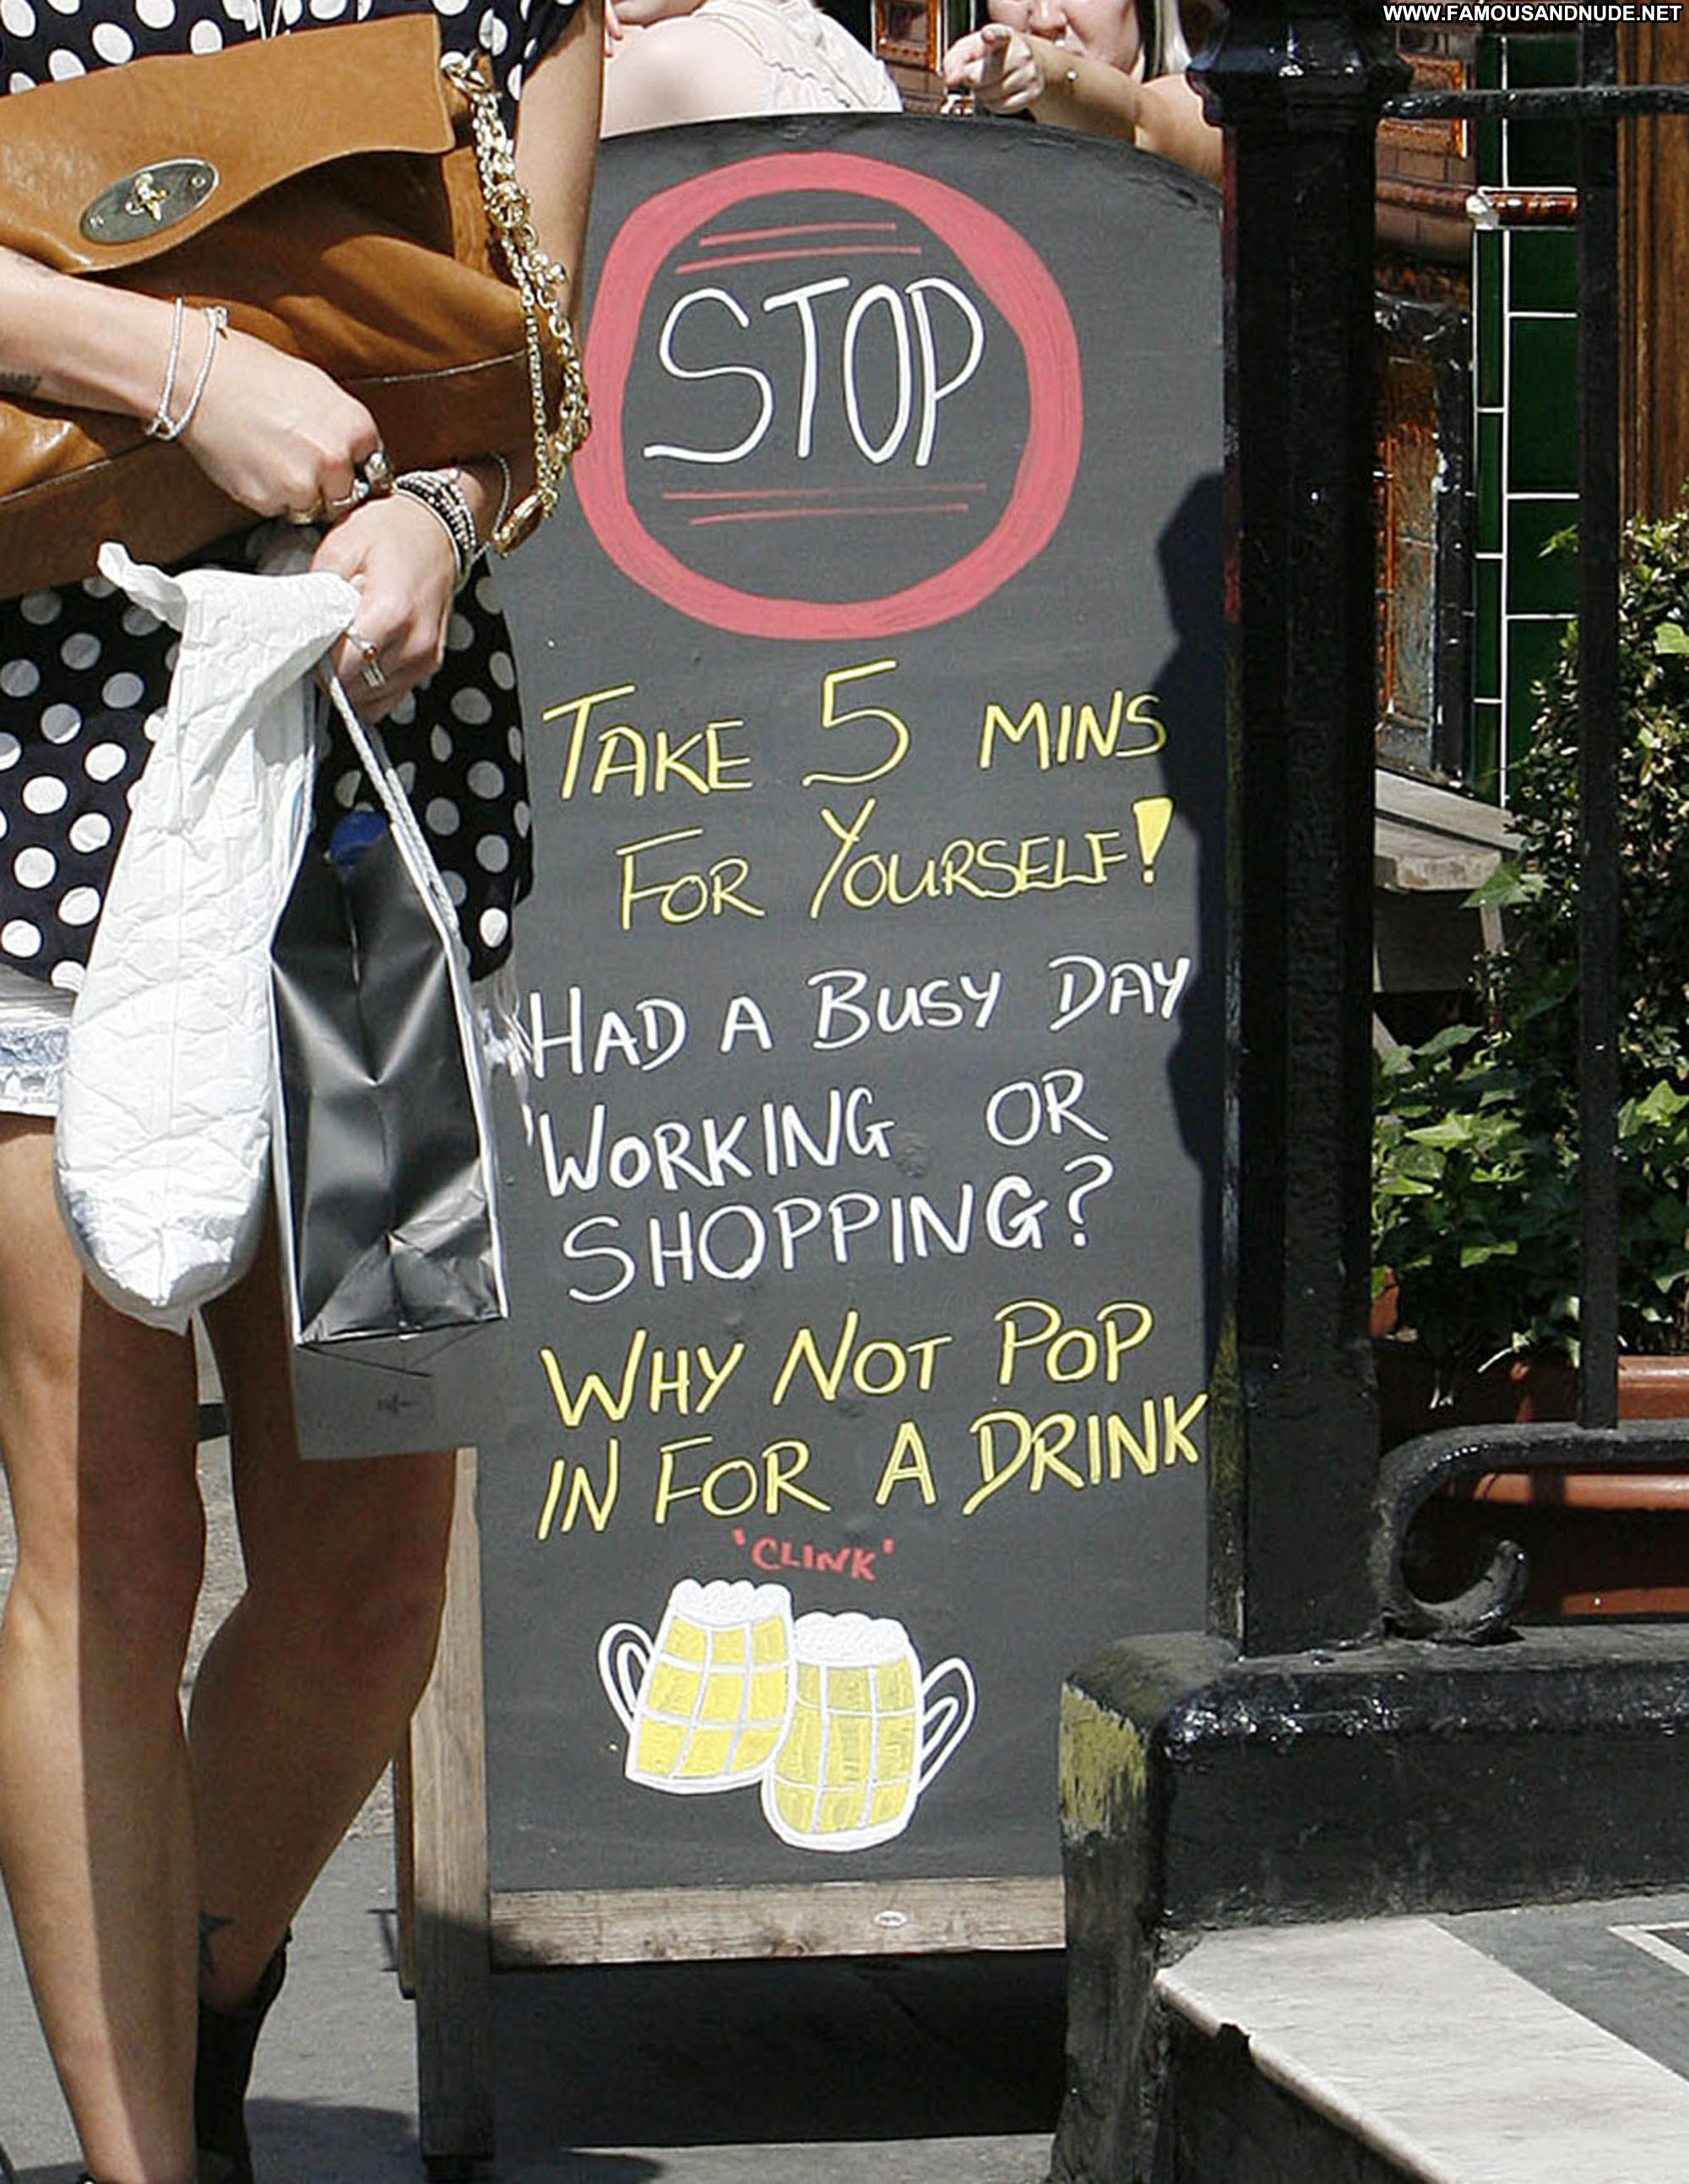 WWW.FAMOUSANDNUDE.NET
STOP
TAKE 5 MINS
FOR YOURSELF!
HAD A BUSY DAY
WORKING OR
SHOPPING?
WHY NOT POP
IN FOR A DRINK
'CLINK'